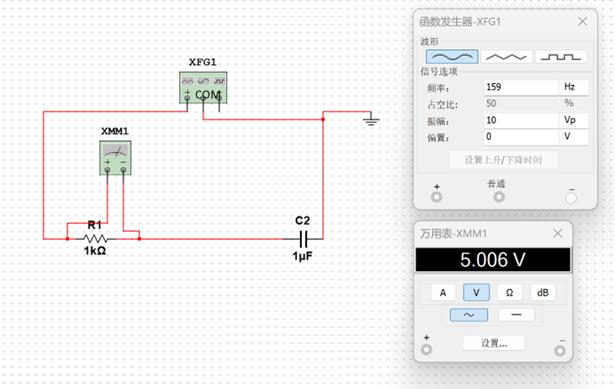 XFG1
COM
XMM1
R1
1kΩ
C2
1µF
函数发生器-XFG1
波形
信号选项
频率： 159 Hz
占空比: 50 %
振幅： 10 Vp
偏置： 0 V
设置上升/下降时间
+ 普通 −
万用表-XMM1
5.006 V
A V Ω dB
~ —
+ 设置... −